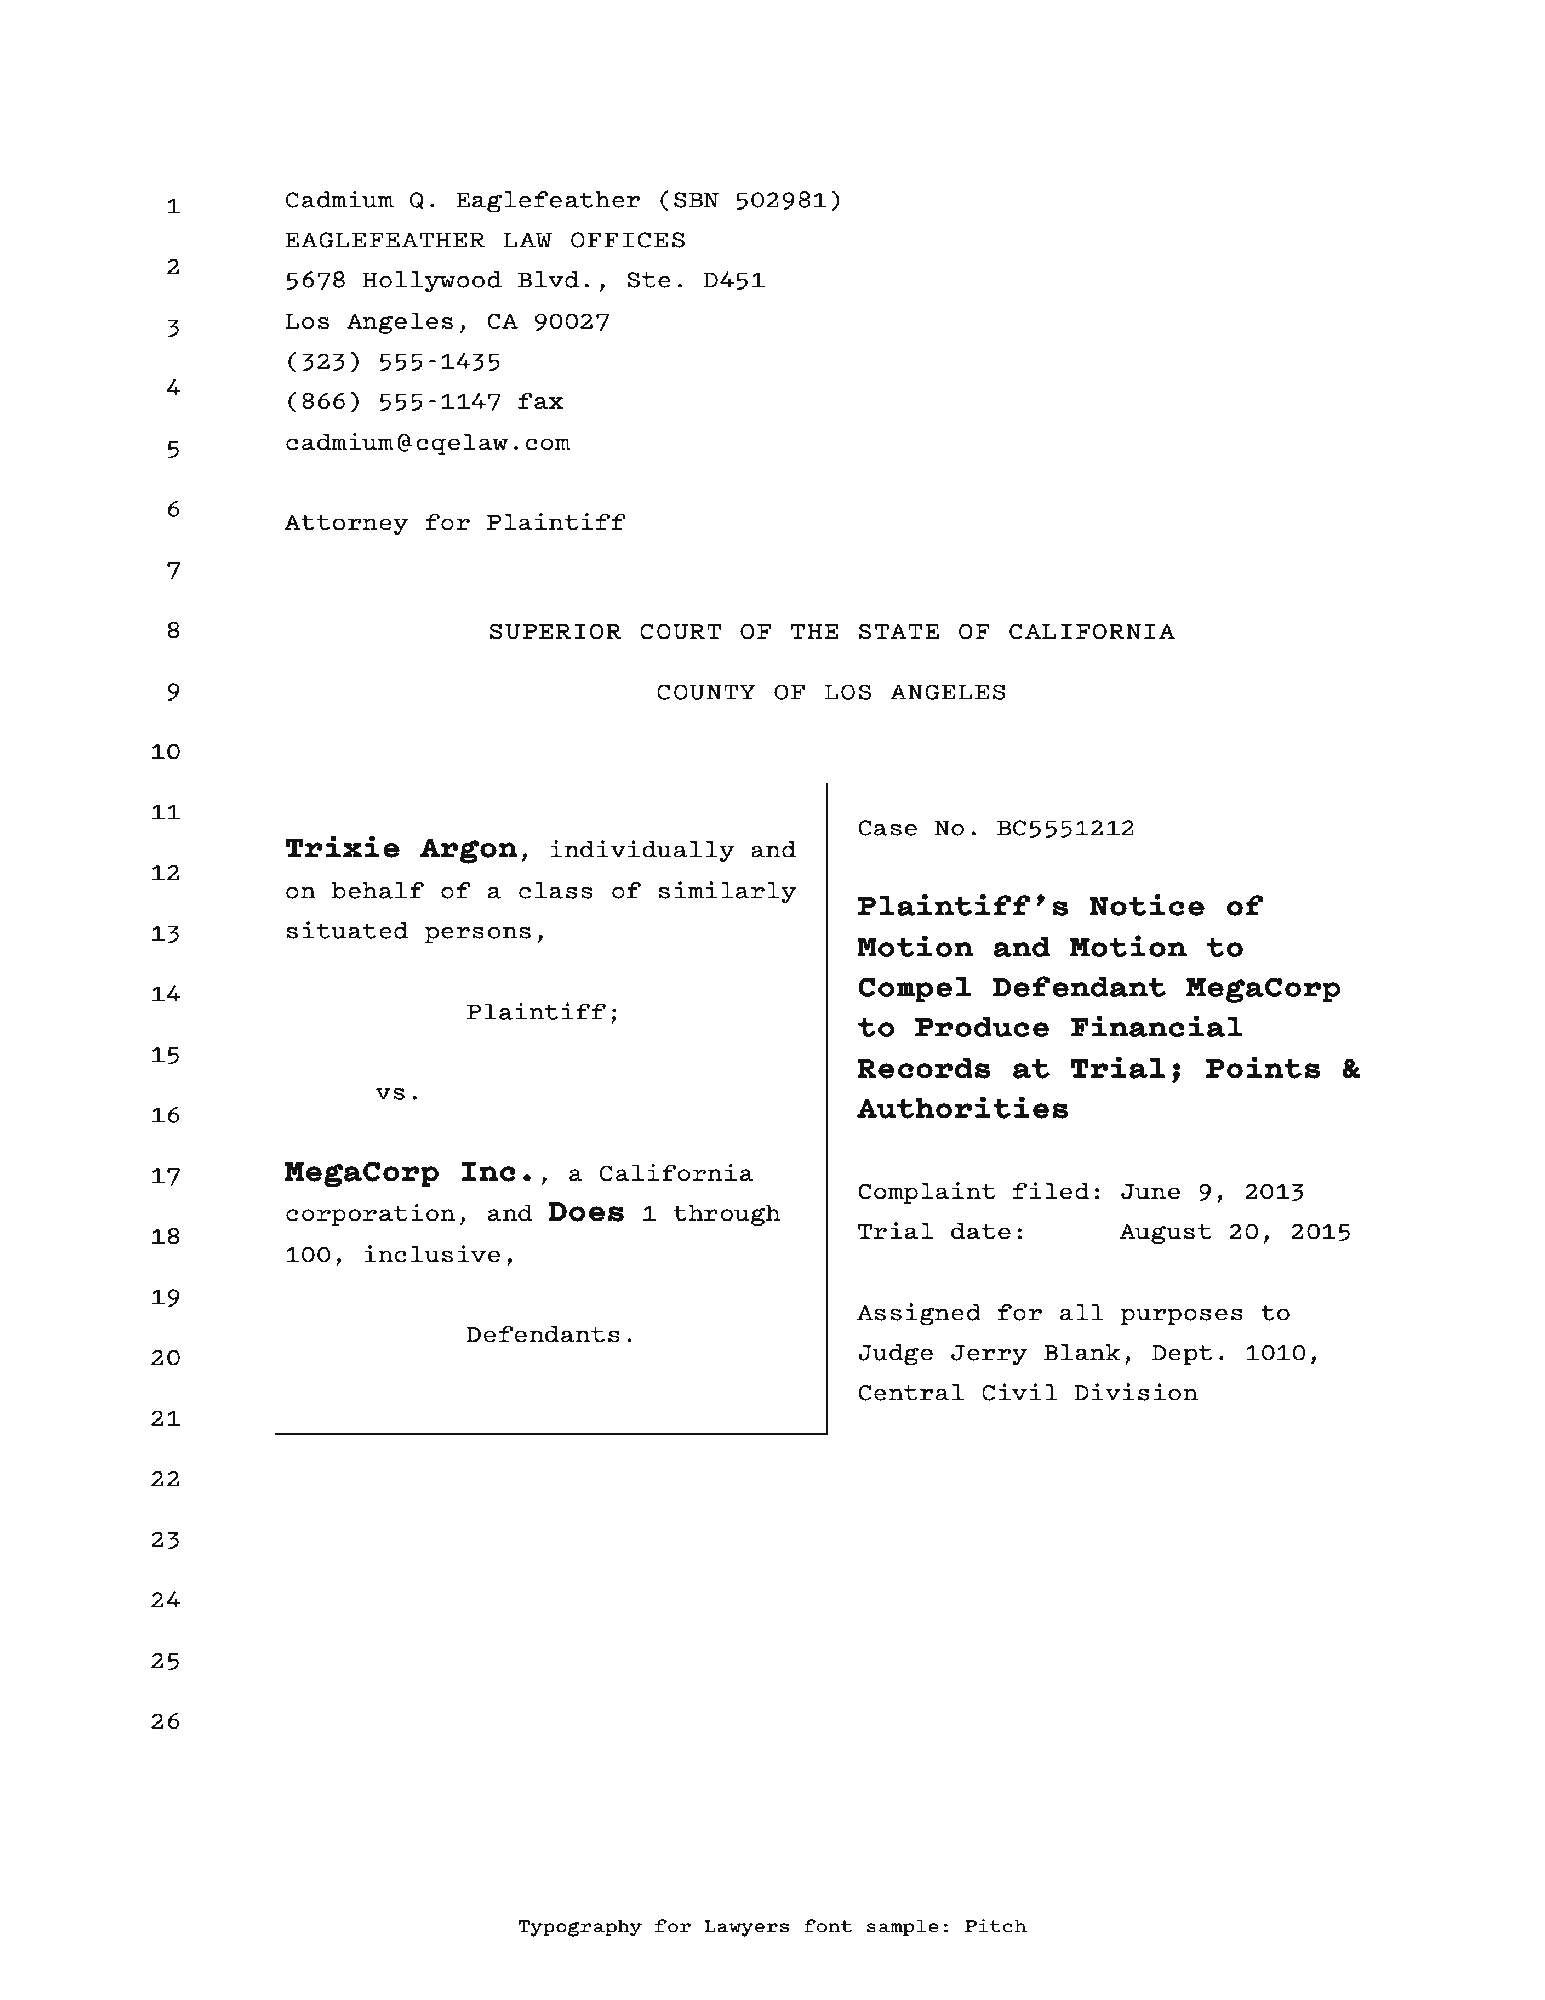 1
2
3
4
5
6
7
8
9
10
11
12
13
14
15
16
17
18
19
20
21
22
23
24
25
26
Cadmium Q. Eaglefeather (SBN 502981)
EAGLEFEATHER LAW OFFICES
5678 Hollywood Blvd., Ste. D451
Los Angeles, CA 90027
(323) 555-1435
(866) 555-1147 fax
cadmium@cqelaw.com
Attorney for Plaintiff
SUPERIOR COURT OF THE STATE OF CALIFORNIA
COUNTY OF LOS ANGELES
Trixie Argon, individually and
on behalf of a class of similarly
situated persons,
Plaintiff;
vs.
MegaCorp Inc., a California
corporation, and Does 1 through
100, inclusive,
Defendants.
Case No. BC5551212
Plaintiff’s Notice of
Motion and Motion to
Compel Defendant MegaCorp
to Produce Financial
Records at Trial; Points &
Authorities
Complaint filed: June 9, 2013
Trial date: August 20, 2015
Assigned for all purposes to
Judge Jerry Blank, Dept. 1010,
Central Civil Division
Typography for Lawyers font sample: Pitch